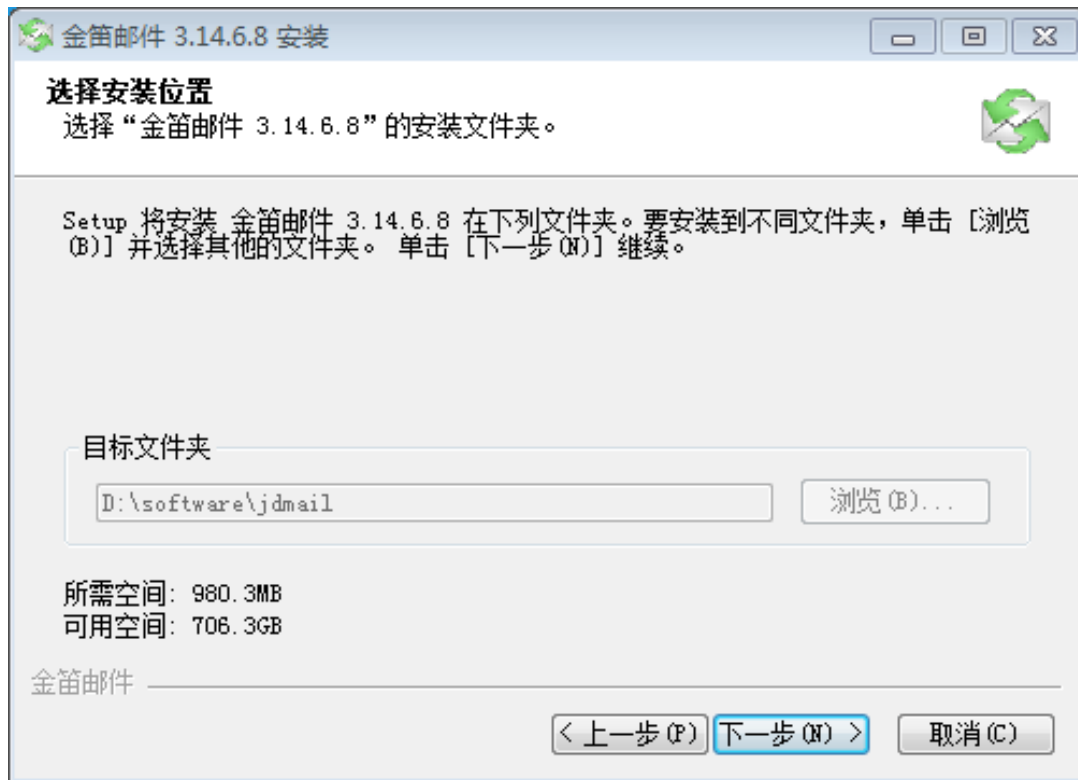 金笛邮件 3.14.6.8 安装
选择安装位置
选择“金笛邮件 3.14.6.8”的安装文件夹。
Setup 将安装 金笛邮件 3.14.6.8 在下列文件夹。要安装到不同文件夹，单击 [浏览
(B)] 并选择其他的文件夹。 单击 [下一步(N)] 继续。
目标文件夹
D:\software\jdmail
浏览(B)...
所需空间: 980.3MB
可用空间: 706.3GB
金笛邮件
< 上一步(P) 下一步(N) > 取消(C)